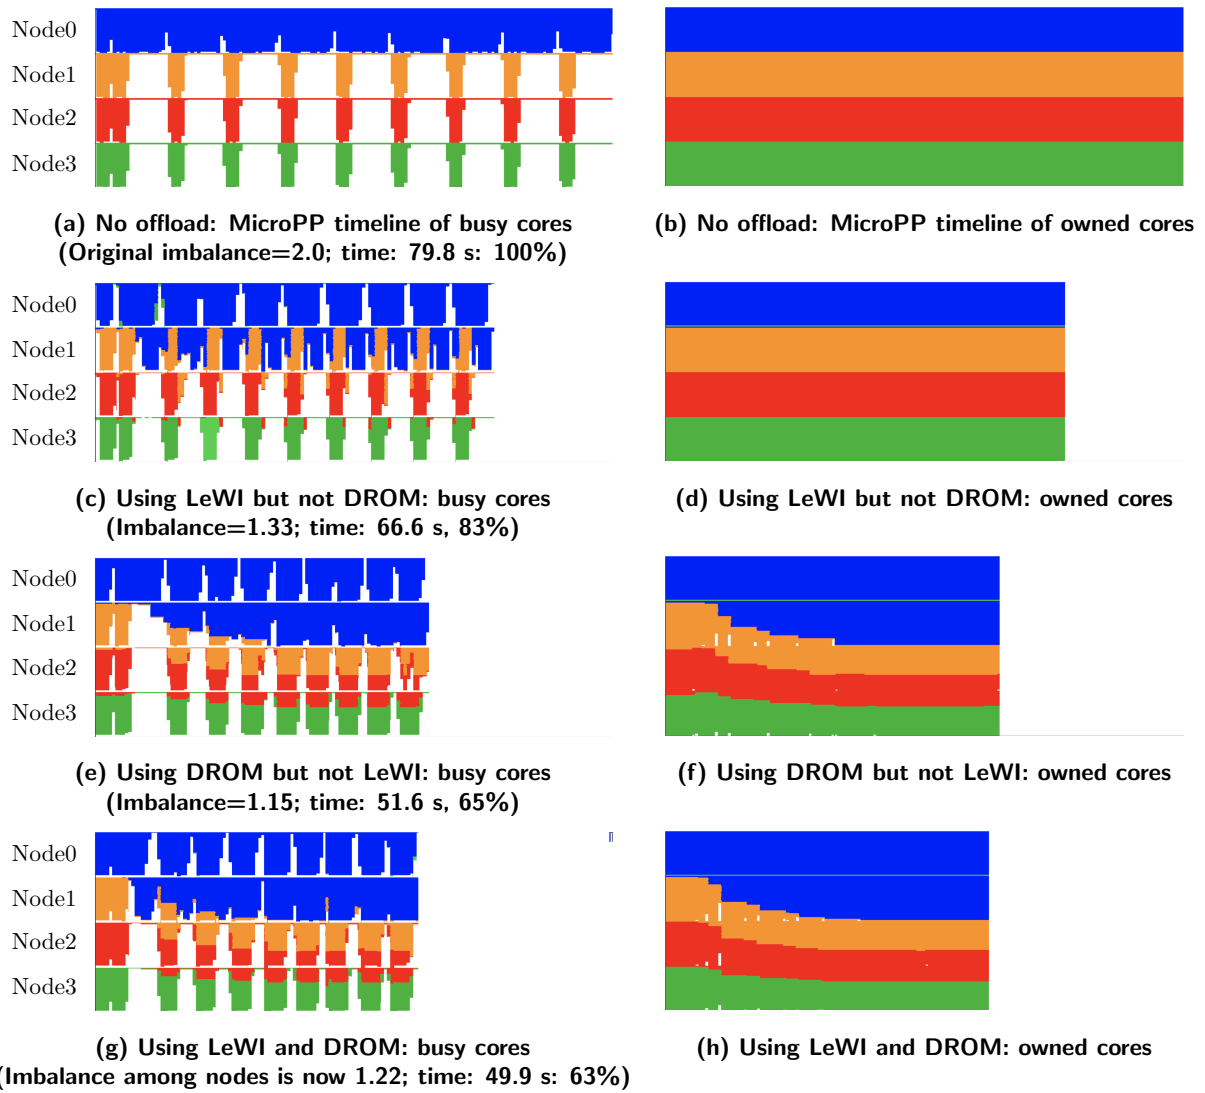 Node0
Node1
Node2
Node3
(a) No offload: MicroPP timeline of busy cores
(Original imbalance=2.0; time: 79.8 s: 100%)
(b) No offload: MicroPP timeline of owned cores
Node0
Node1
Node2
Node3
(c) Using LeWI but not DROM: busy cores
(Imbalance=1.33; time: 66.6 s, 83%)
(d) Using LeWI but not DROM: owned cores
Node0
Node1
Node2
Node3
(e) Using DROM but not LeWI: busy cores
(Imbalance=1.15; time: 51.6 s, 65%)
(f) Using DROM but not LeWI: owned cores
Node0
Node1
Node2
Node3
(g) Using LeWI and DROM: busy cores
(Imbalance among nodes is now 1.22; time: 49.9 s: 63%)
(h) Using LeWI and DROM: owned cores